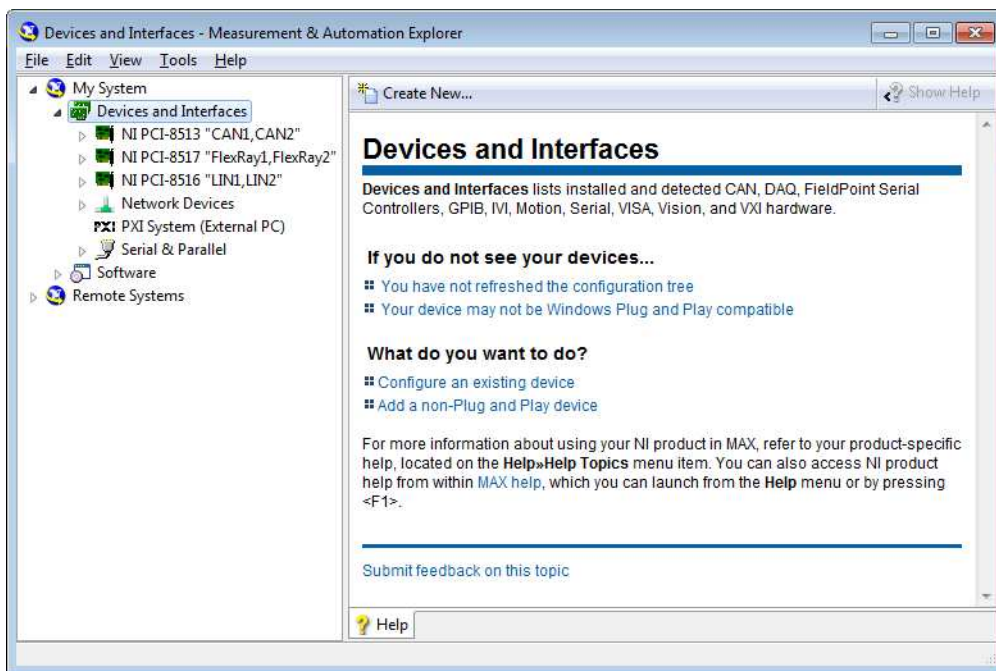 Devices and Interfaces - Measurement & Automation Explorer
File Edit View Tools Help
My System
Devices and Interfaces
NI PCI-8513 "CAN1,CAN2"
NI PCI-8517 "FlexRay1,FlexRay2"
NI PCI-8516 "LIN1,LIN2"
Network Devices
PXI PXI System (External PC)
Serial & Parallel
Software
Remote Systems
Create New...
Show Help
Devices and Interfaces
Devices and Interfaces lists installed and detected CAN, DAQ, FieldPoint Serial
Controllers, GPIB, IVI, Motion, Serial, VISA, Vision, and VXI hardware.
If you do not see your devices...
You have not refreshed the configuration tree
Your device may not be Windows Plug and Play compatible
What do you want to do?
Configure an existing device
Add a non-Plug and Play device
For more information about using your NI product in MAX, refer to your product-specific
help, located on the Help»Help Topics menu item. You can also access NI product
help from within MAX help, which you can launch from the Help menu or by pressing
<F1>.
Submit feedback on this topic
Help